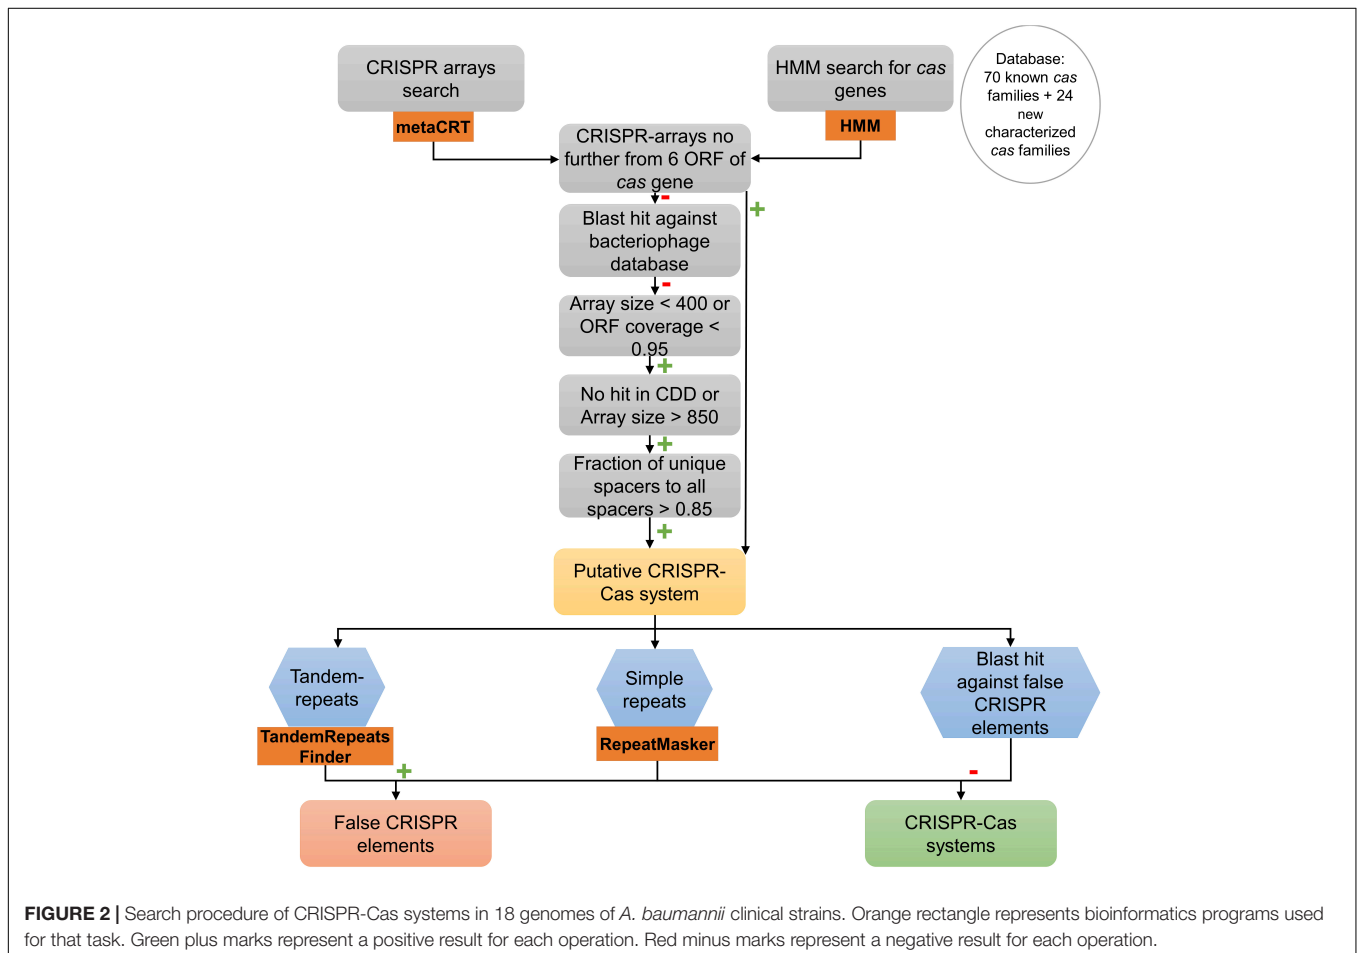 CRISPR arrays
search
metaCRT
HMM search for cas
genes
HMM
Database:
70 known cas
families + 24
new
characterized
cas families
CRISPR-arrays no
further from 6 ORF of
cas gene
-
+
Blast hit against
bacteriophage
database
-
Array size < 400 or
ORF coverage <
0.95
+
No hit in CDD or
Array size > 850
+
Fraction of unique
spacers to all
spacers > 0.85
+
Putative CRISPR-
Cas system
Tandem-
repeats
TandemRepeats
Finder
Simple
repeats
RepeatMasker
Blast hit
against false
CRISPR
elements
+
-
False CRISPR
elements
CRISPR-Cas
systems
FIGURE 2 | Search procedure of CRISPR-Cas systems in 18 genomes of A. baumannii clinical strains. Orange rectangle represents bioinformatics programs used
for that task. Green plus marks represent a positive result for each operation. Red minus marks represent a negative result for each operation.